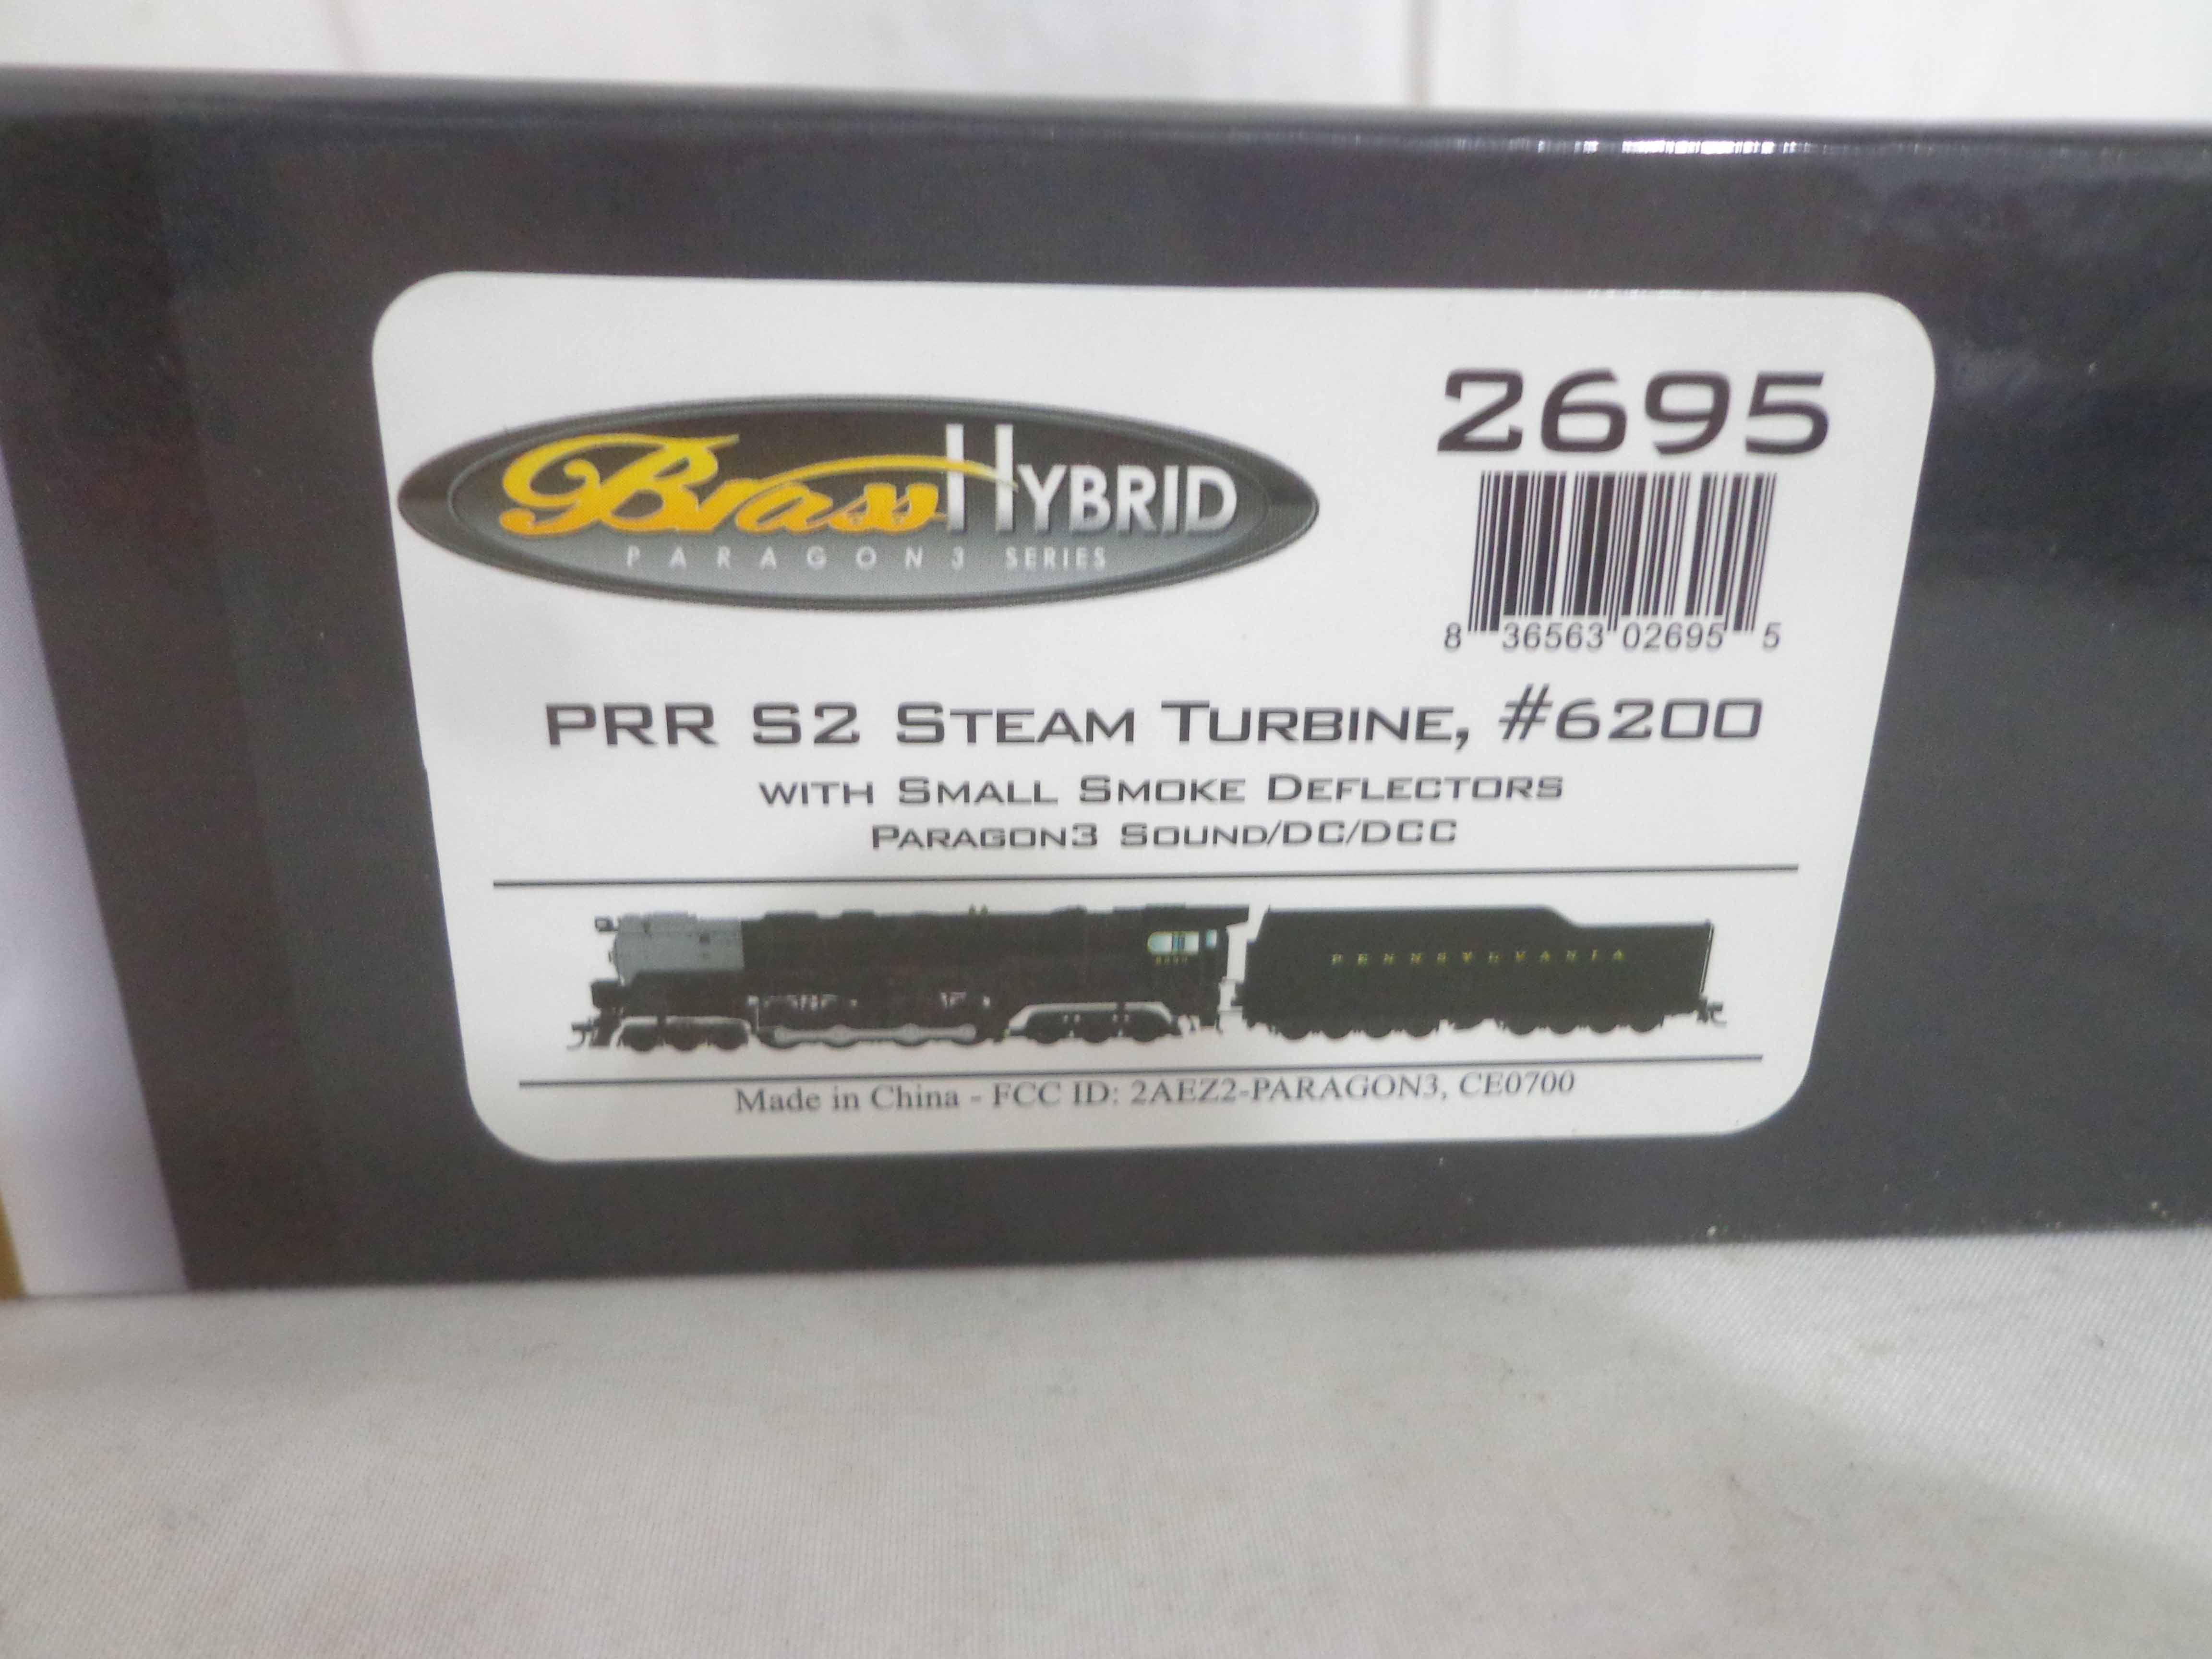 Brass Hybrid
PARAGON3 SERIES
2695
8 36563 02695 5
PRR S2 Steam Turbine, #6200
with Small Smoke Deflectors
Paragon3 Sound/DC/DCC
PENNSYLVANIA
Made in China - FCC ID: 2AEZ2-PARAGON3, CE0700